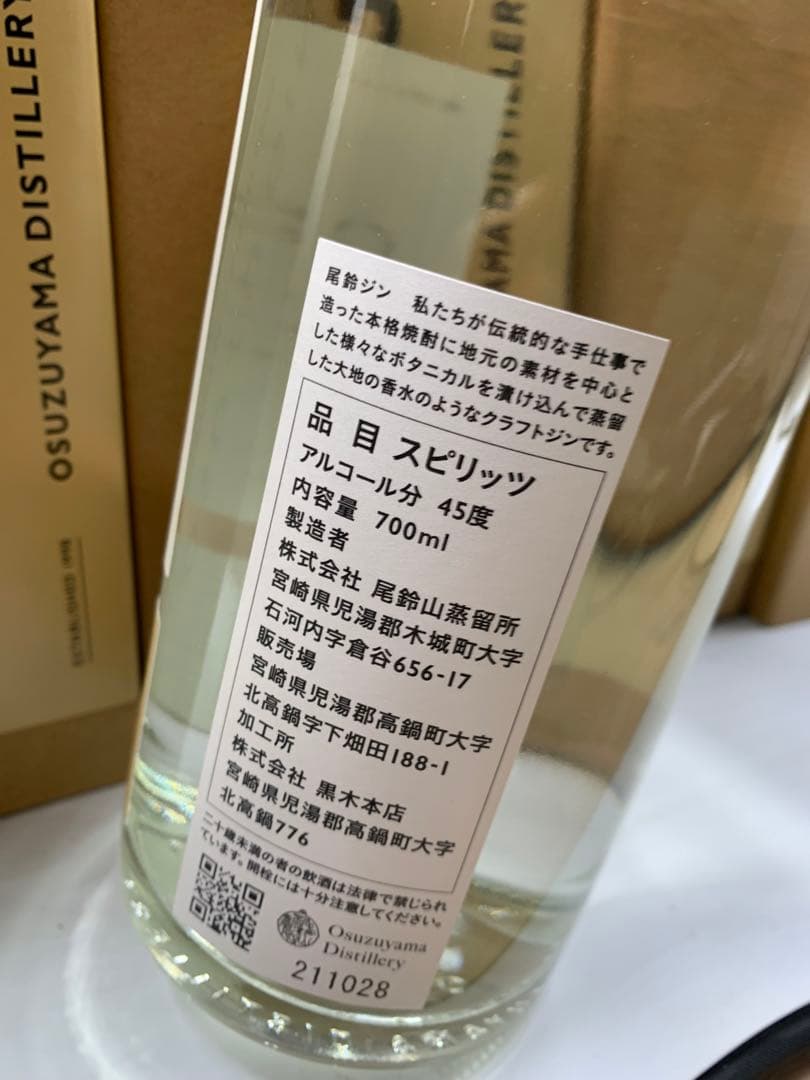 OSUZUYAMA DISTILLERY
ESTABLISHED 1998
AMA DISTILLER
尾鈴ジン　私たちが伝統的な手仕事で
造った本格焼酎に地元の素材を中心と
した様々なボタニカルを漬け込んで蒸留
した大地の香水のようなクラフトジンです。
品 目 スピリッツ
アルコール分 45度
内容量 700ml
製造者
株式会社 尾鈴山蒸留所
宮崎県児湯郡木城町大字
石河内字倉谷656-17
販売場
宮崎県児湯郡高鍋町大字
北高鍋字下畑田188-1
加工所
株式会社 黒木本店
宮崎県児湯郡高鍋町大字
北高鍋776
二十歳未満の者の飲酒は法律で禁じられ
ています。開栓には十分注意してください。
Osuzuyama
Distillery
211028